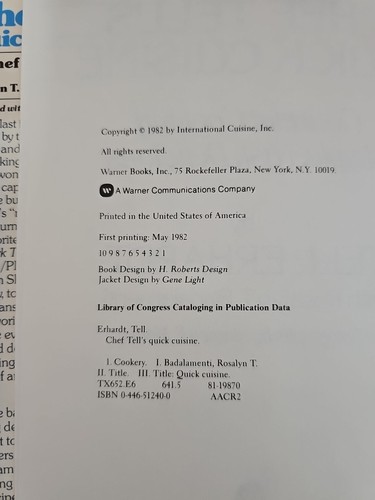 Copyright © 1982 by International Cuisine, Inc.
All rights reserved.
Warner Books, Inc., 75 Rockefeller Plaza, New York, N.Y. 10019.
W A Warner Communications Company
Printed in the United States of America
First printing: May 1982
10 9 8 7 6 5 4 3 2 1
Book Design by H. Roberts Design
Jacket Design by Gene Light
Library of Congress Cataloging in Publication Data
Erhardt, Tell.
Chef Tell's quick cuisine.
1. Cookery. I. Badalamenti, Rosalyn T.
II. Title. III. Title: Quick cuisine.
TX652.E6 641.5 81-19870
ISBN 0-446-51240-0 AACR2